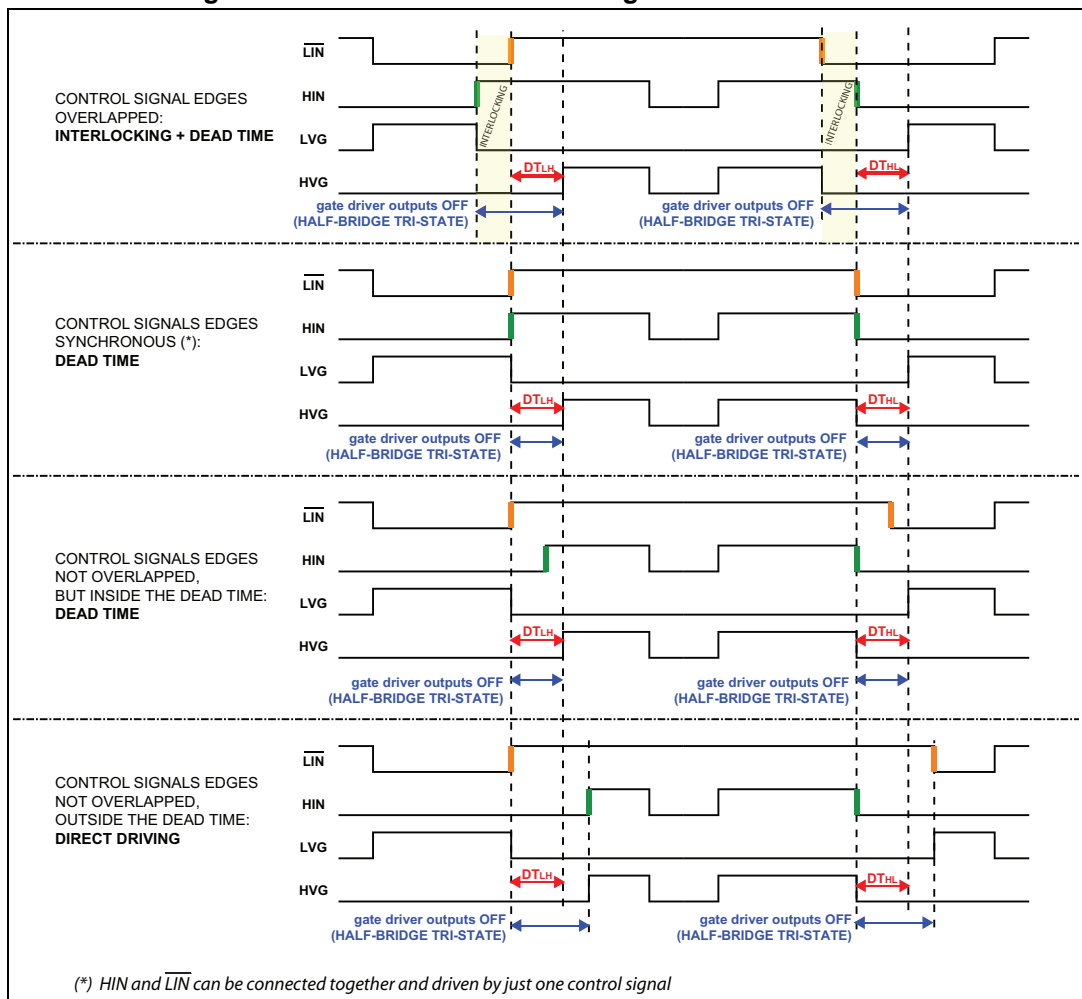 CONTROL SIGNAL EDGES
OVERLAPPED:
INTERLOCKING + DEAD TIME
L̅I̅N̅
HIN
LVG
HVG
INTERLOCKING
INTERLOCKING
DTLH
DTHL
gate driver outputs OFF
(HALF-BRIDGE TRI-STATE)
gate driver outputs OFF
(HALF-BRIDGE TRI-STATE)
CONTROL SIGNALS EDGES
SYNCHRONOUS (*):
DEAD TIME
L̅I̅N̅
HIN
LVG
HVG
DTLH
DTHL
gate driver outputs OFF
(HALF-BRIDGE TRI-STATE)
gate driver outputs OFF
(HALF-BRIDGE TRI-STATE)
CONTROL SIGNALS EDGES
NOT OVERLAPPED,
BUT INSIDE THE DEAD TIME:
DEAD TIME
L̅I̅N̅
HIN
LVG
HVG
DTLH
DTHL
gate driver outputs OFF
(HALF-BRIDGE TRI-STATE)
gate driver outputs OFF
(HALF-BRIDGE TRI-STATE)
CONTROL SIGNALS EDGES
NOT OVERLAPPED,
OUTSIDE THE DEAD TIME:
DIRECT DRIVING
L̅I̅N̅
HIN
LVG
HVG
DTLH
DTHL
gate driver outputs OFF
(HALF-BRIDGE TRI-STATE)
gate driver outputs OFF
(HALF-BRIDGE TRI-STATE)
(*) HIN and L̅I̅N̅ can be connected together and driven by just one control signal